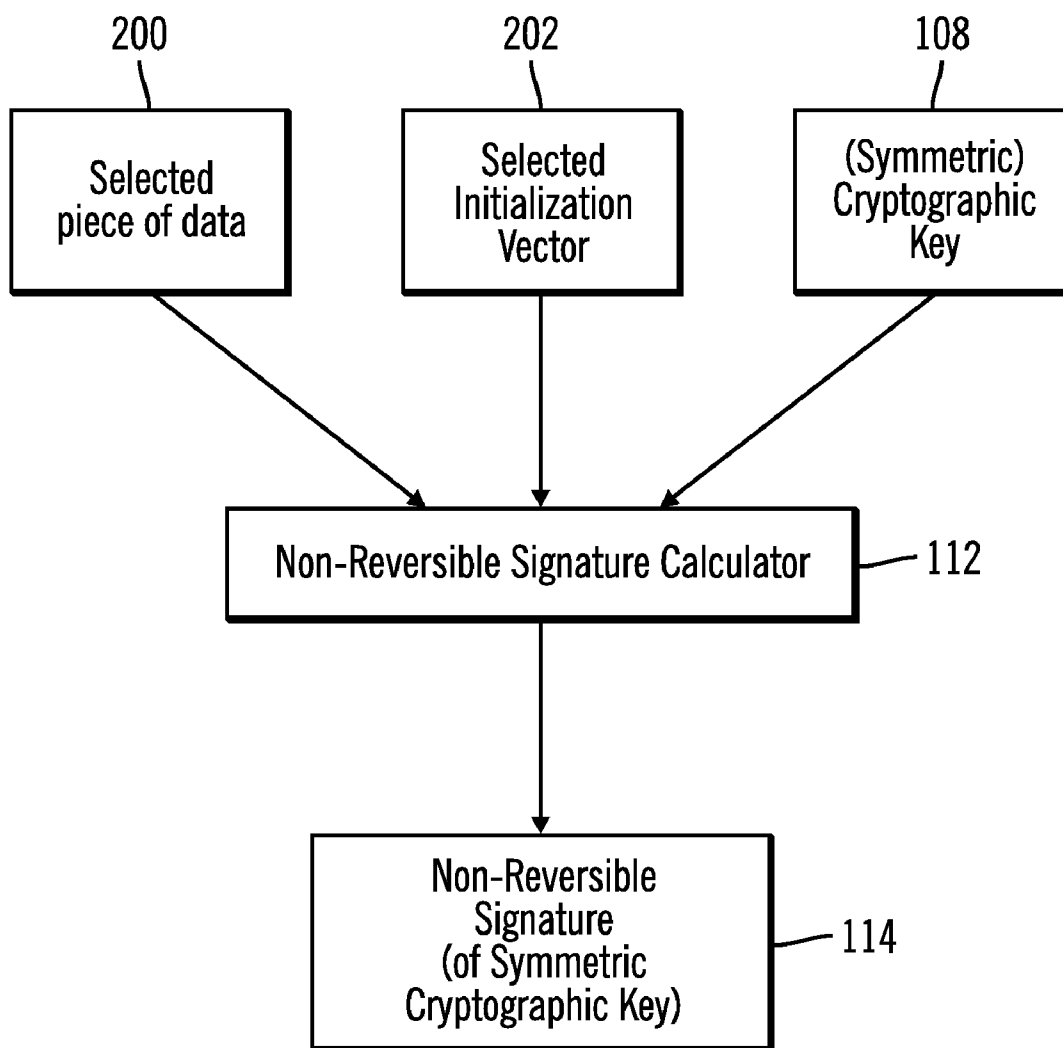 200
202
108
Selected
piece of data
Selected
Initialization
Vector
(Symmetric)
Cryptographic
Key
Non-Reversible Signature Calculator
112
Non-Reversible
Signature
(of Symmetric
Cryptographic Key)
114